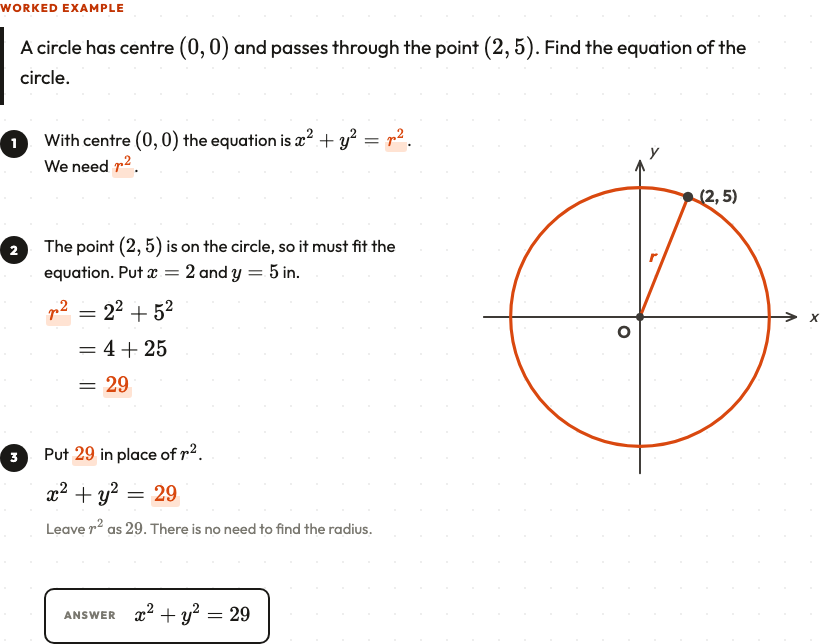 WORKED EXAMPLE
A circle has centre (0, 0) and passes through the point (2, 5). Find the equation of the
circle.
1 With centre (0, 0) the equation is x² + y² = r².
We need r².
2 The point (2, 5) is on the circle, so it must fit the
equation. Put x = 2 and y = 5 in.
r² = 2² + 5²
= 4 + 25
= 29
3 Put 29 in place of r².
x² + y² = 29
Leave r² as 29. There is no need to find the radius.
ANSWER x² + y² = 29
y
(2, 5)
r
x
O